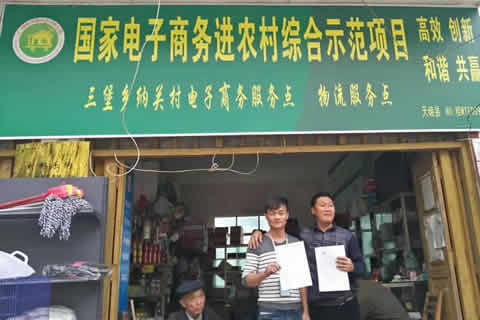 国家电子商务进农村综合示范项目
高效 创新
和谐 共赢
三堡乡纳关村电子商务服务点 物流服务点